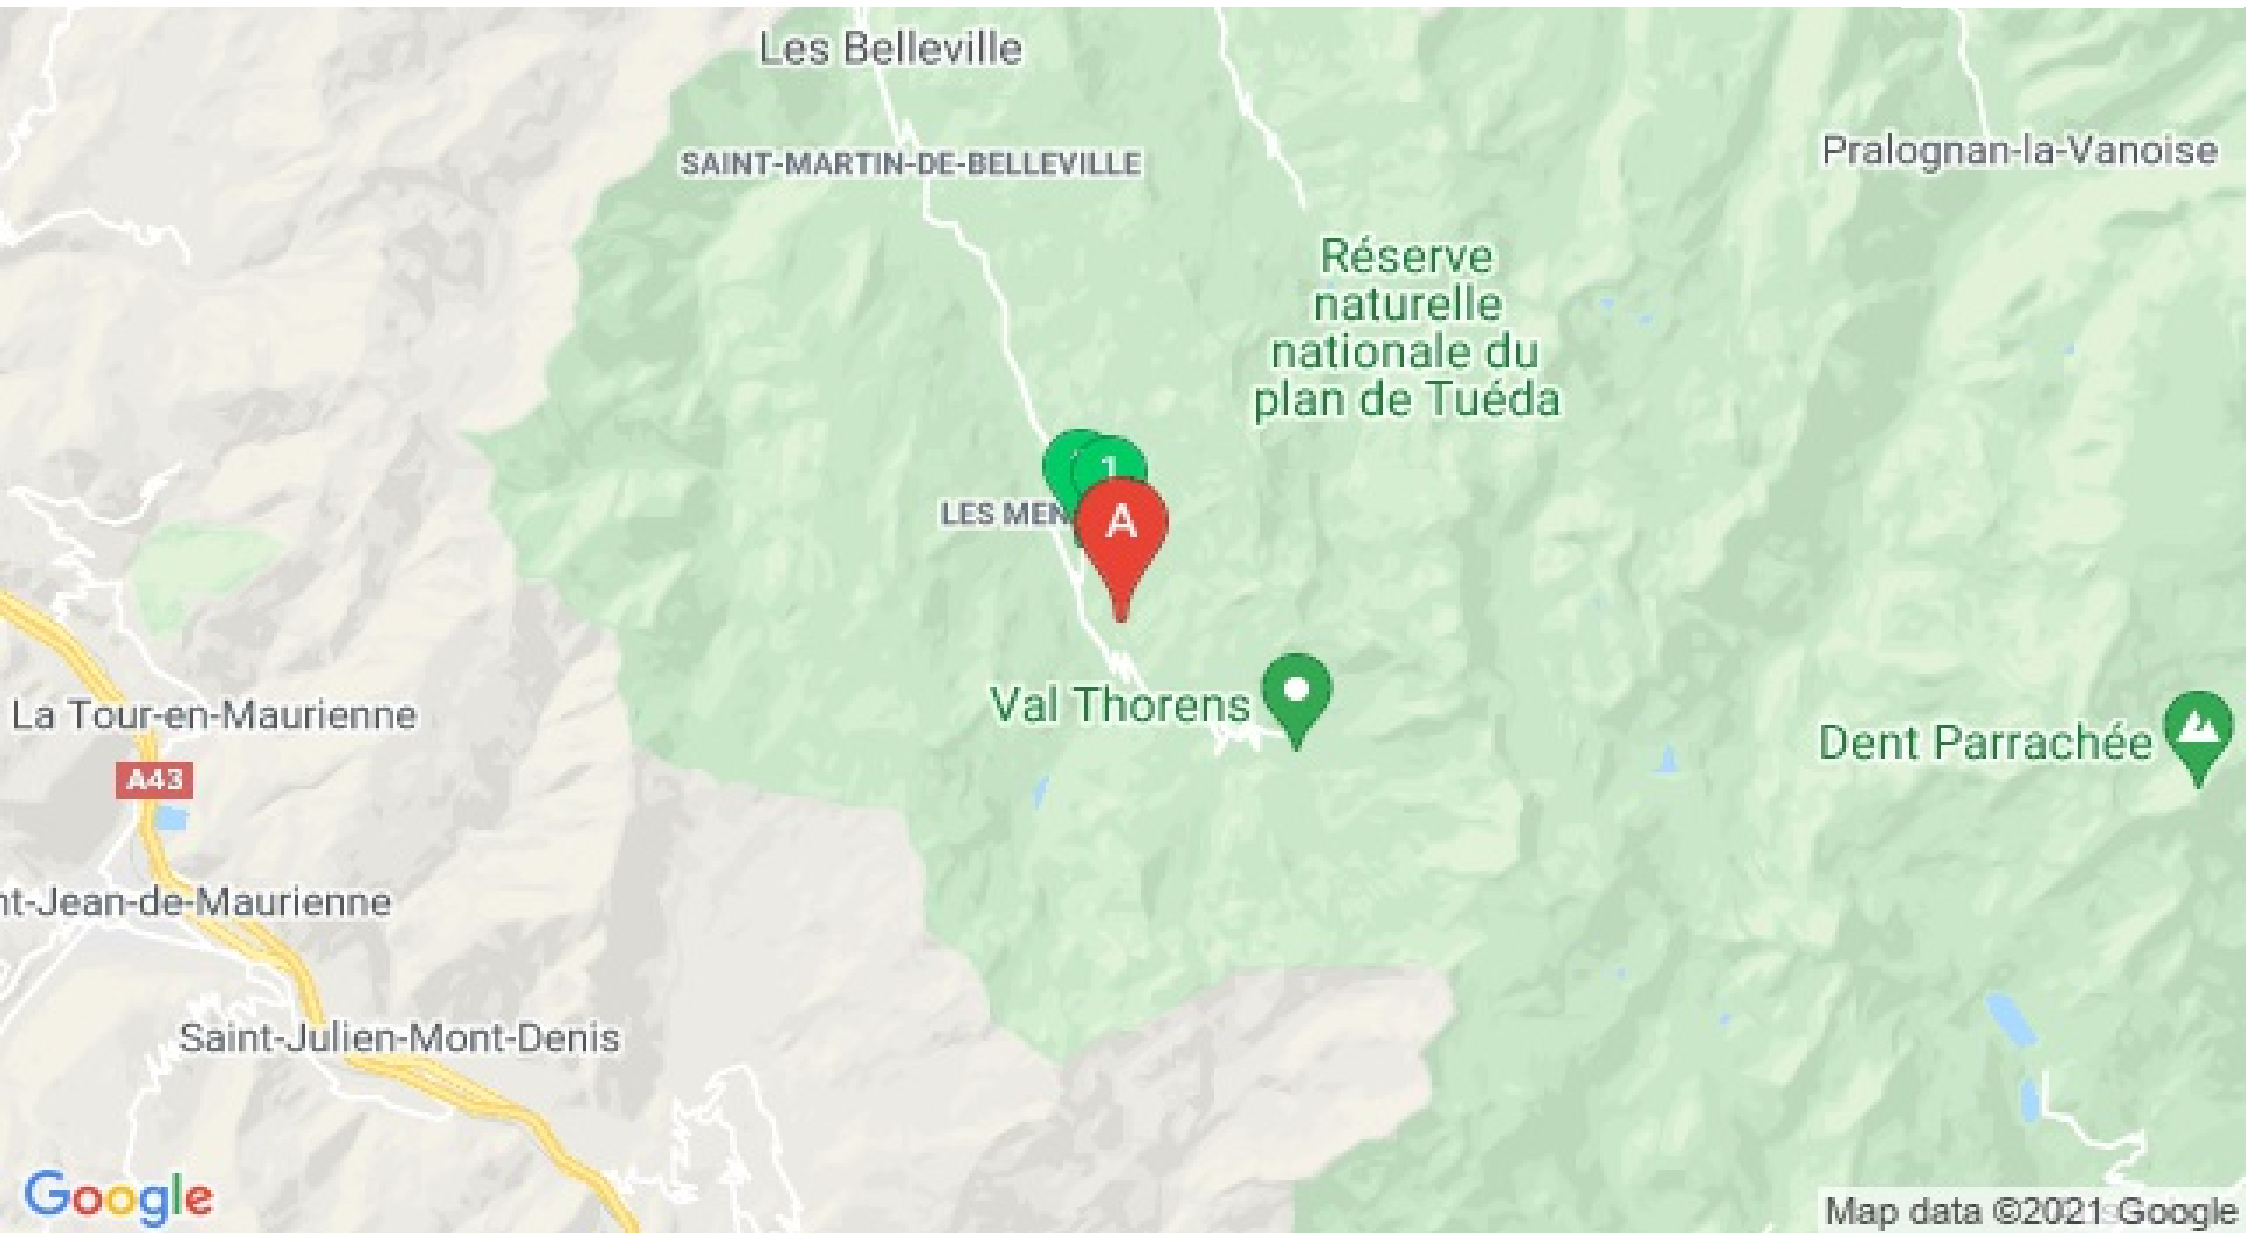 Les Belleville
SAINT-MARTIN-DE-BELLEVILLE
Pralognan-la-Vanoise
Réserve
naturelle
nationale du
plan de Tuéda
1
LES MEN
A
Val Thorens
La Tour-en-Maurienne
Dent Parrachée
A43
nt-Jean-de-Maurienne
Saint-Julien-Mont-Denis
Google
Map data ©2021 Google